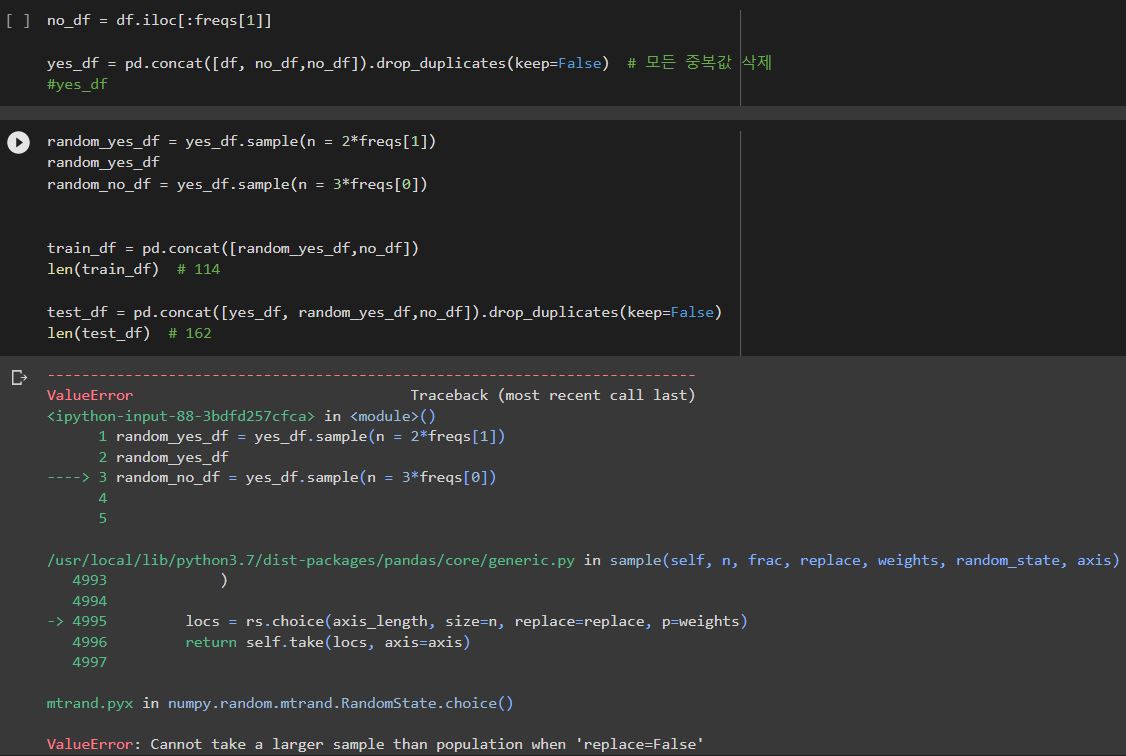 [ ] no_df = df.iloc[:freqs[1]]
yes_df = pd.concat([df, no_df,no_df]).drop_duplicates(keep=False)  # 모든 중복값 삭제
#yes_df
random_yes_df = yes_df.sample(n = 2*freqs[1])
random_yes_df
random_no_df = yes_df.sample(n = 3*freqs[0])
train_df = pd.concat([random_yes_df,no_df])
len(train_df)  # 114
test_df = pd.concat([yes_df, random_yes_df,no_df]).drop_duplicates(keep=False)
len(test_df)  # 162
---------------------------------------------------------------------------
ValueError                                Traceback (most recent call last)
<ipython-input-88-3bdfd257cfca> in <module>()
      1 random_yes_df = yes_df.sample(n = 2*freqs[1])
      2 random_yes_df
----> 3 random_no_df = yes_df.sample(n = 3*freqs[0])
      4
      5
/usr/local/lib/python3.7/dist-packages/pandas/core/generic.py in sample(self, n, frac, replace, weights, random_state, axis)
   4993             )
   4994
-> 4995         locs = rs.choice(axis_length, size=n, replace=replace, p=weights)
   4996         return self.take(locs, axis=axis)
   4997
mtrand.pyx in numpy.random.mtrand.RandomState.choice()
ValueError: Cannot take a larger sample than population when 'replace=False'